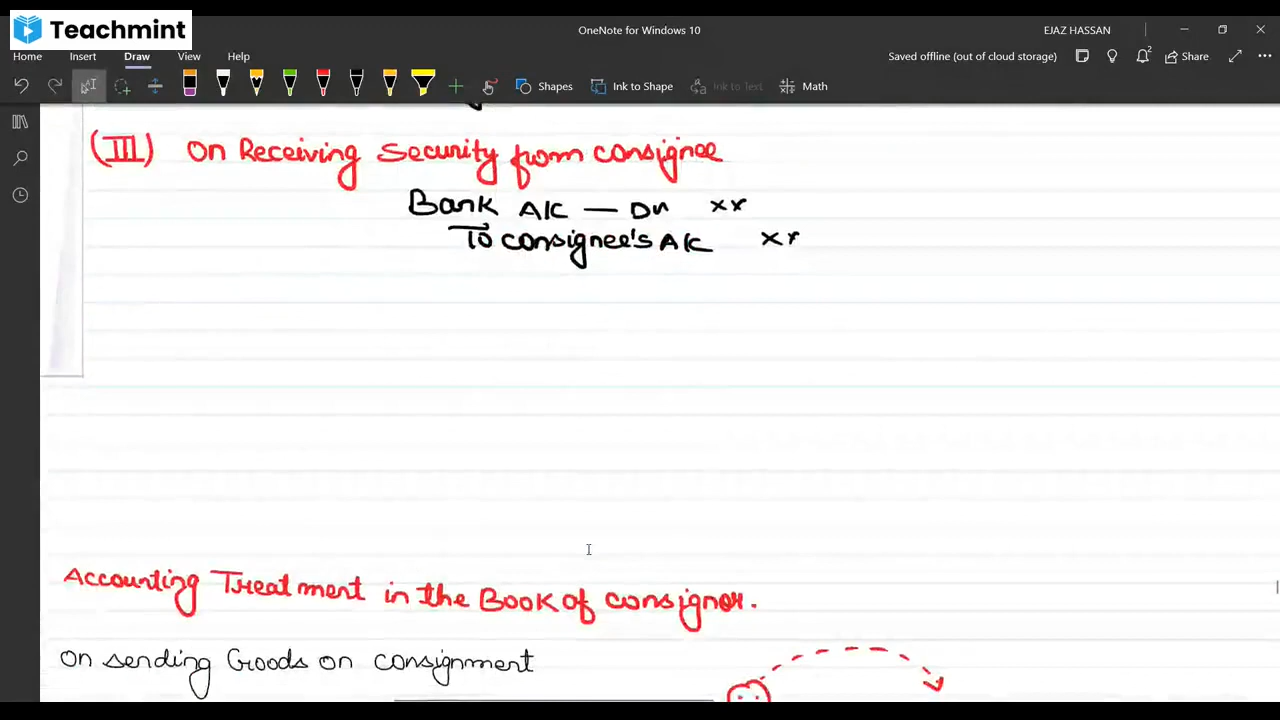 Teachmint
OneNote for Windows 10
EJAZ HASSAN
Home Insert Draw View Help
Saved offline (out of cloud storage)
2
Share
Shapes
Ink to Shape
Ink to Text
Math
(III) On Receiving Security from consignee
Bank A/C — Dr xx
To consignee's A/C xx
Accounting Treatment in the Book of consigner.
On sending Goods on consignment